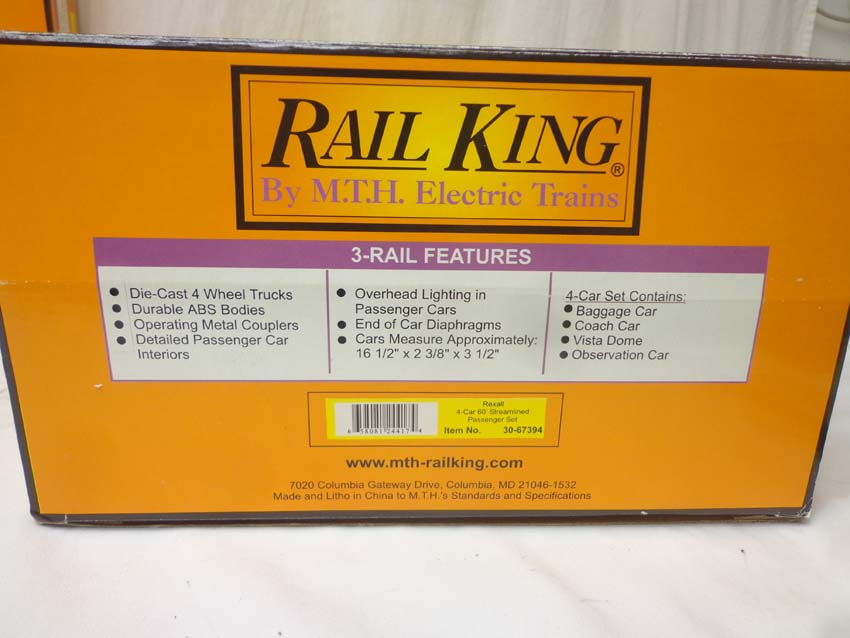 RAIL KING®
By M.T.H. Electric Trains
3-RAIL FEATURES
• Die-Cast 4 Wheel Trucks
• Durable ABS Bodies
• Operating Metal Couplers
• Detailed Passenger Car
Interiors
• Overhead Lighting in
Passenger Cars
• End of Car Diaphragms
• Cars Measure Approximately:
16 1/2" x 2 3/8" x 3 1/2"
4-Car Set Contains:
• Baggage Car
• Coach Car
• Vista Dome
• Observation Car
6 58081 24417 4
Rexall
4-Car 60' Streamlined
Passenger Set
Item No. 30-67394
www.mth-railking.com
7020 Columbia Gateway Drive, Columbia, MD 21046-1532
Made and Litho in China to M.T.H.'s Standards and Specifications